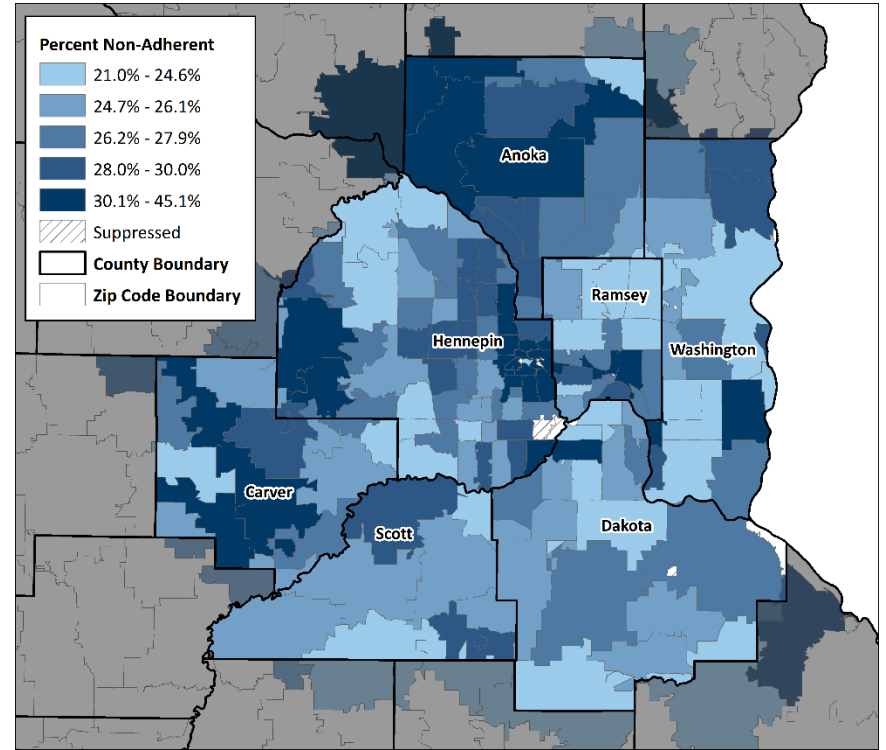 Percent Non-Adherent
21.0% - 24.6%
24.7% - 26.1%
26.2% - 27.9%
28.0% - 30.0%
30.1% - 45.1%
Suppressed
County Boundary
Zip Code Boundary
Anoka
Ramsey
Hennepin
Washington
Carver
Scott
Dakota